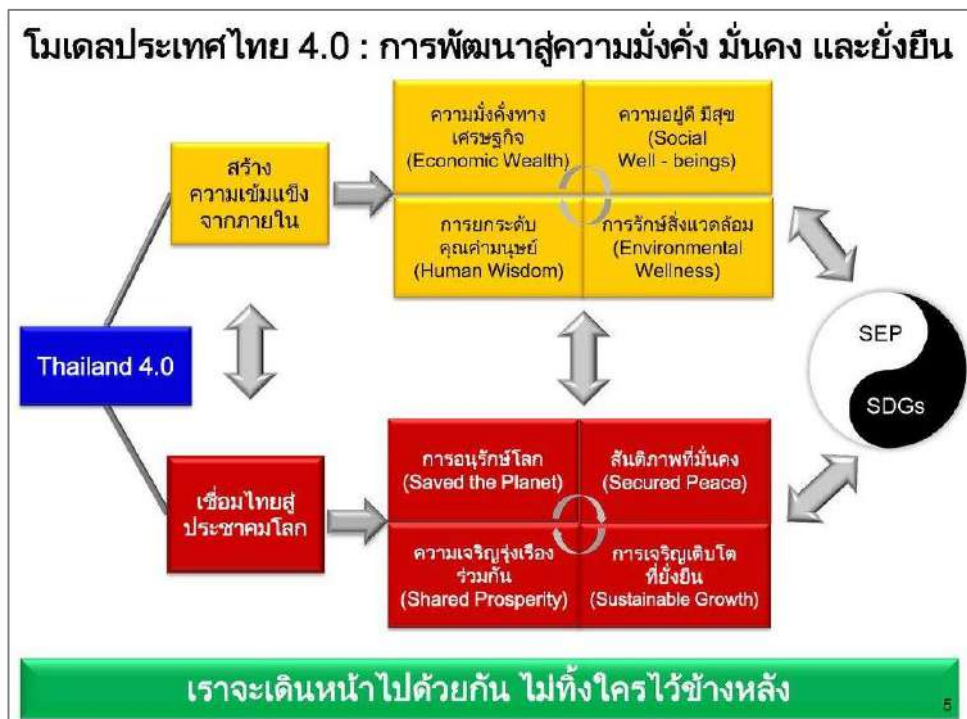 โมเดลประเทศไทย 4.0 : การพัฒนาสู่ความมั่งคั่ง มั่นคง และยั่งยืน
สร้าง
ความเข้มแข็ง
จากภายใน
ความมั่งคั่งทาง
เศรษฐกิจ
(Economic Wealth)
ความอยู่ดี มีสุข
(Social
Well - beings)
การยกระดับ
คุณค่ามนุษย์
(Human Wisdom)
การรักษ์สิ่งแวดล้อม
(Environmental
Wellness)
Thailand 4.0
SEP
SDGs
เชื่อมไทยสู่
ประชาคมโลก
การอนุรักษ์โลก
(Saved the Planet)
สันติภาพที่มั่นคง
(Secured Peace)
ความเจริญรุ่งเรือง
ร่วมกัน
(Shared Prosperity)
การเจริญเติบโต
ที่ยั่งยืน
(Sustainable Growth)
เราจะเดินหน้าไปด้วยกัน ไม่ทิ้งใครไว้ข้างหลัง
5